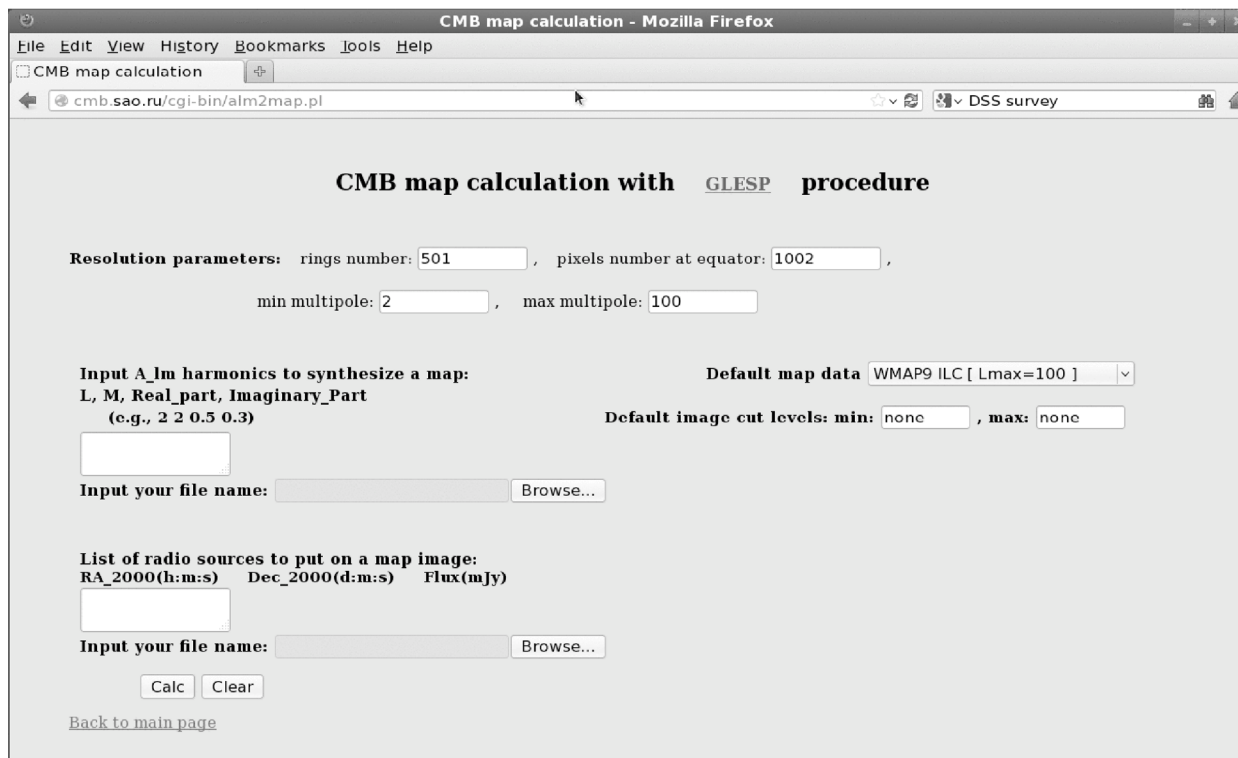 CMB map calculation - Mozilla Firefox
File Edit View History Bookmarks Tools Help
CMB map calculation
cmb.sao.ru/cgi-bin/alm2map.pl
DSS survey
CMB map calculation with GLESP procedure
Resolution parameters: rings number: 501 , pixels number at equator: 1002 ,
min multipole: 2 , max multipole: 100
Input A_lm harmonics to synthesize a map:
Default map data WMAP9 ILC [ Lmax=100 ]
L, M, Real_part, Imaginary_Part
(e.g., 2 2 0.5 0.3)
Default image cut levels: min: none , max: none
Input your file name: Browse...
List of radio sources to put on a map image:
RA_2000(h:m:s) Dec_2000(d:m:s) Flux(mJy)
Input your file name: Browse...
Calc Clear
Back to main page